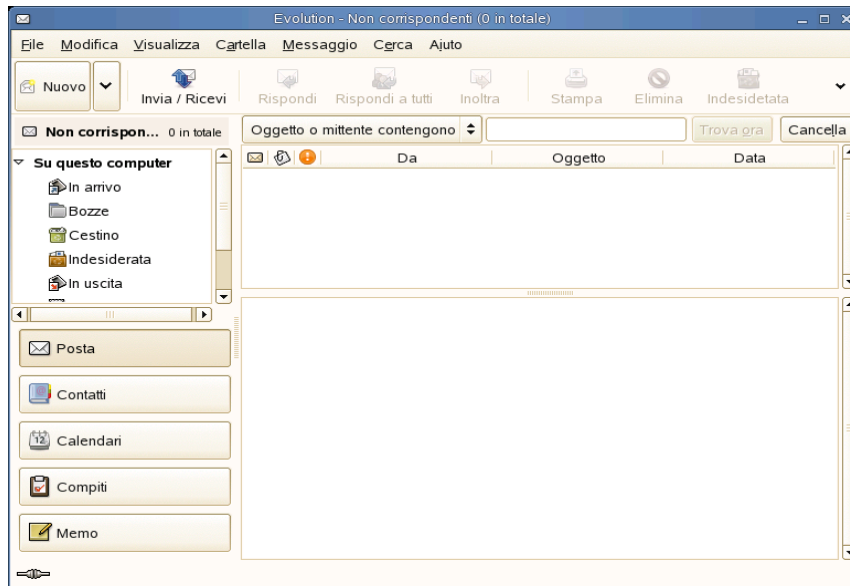 Evolution - Non corrispondenti (0 in totale)
File Modifica Visualizza Cartella Messaggio Cerca Aiuto
Nuovo Invia / Ricevi Rispondi Rispondi a tutti Inoltra Stampa Elimina Indesidetata
Non corrispon... 0 in totale Oggetto o mittente contengono Trova ora Cancella
Su questo computer
Da Oggetto Data
In arrivo
Bozze
Cestino
Indesiderata
In uscita
Posta
Contatti
12
Calendari
Compiti
Memo